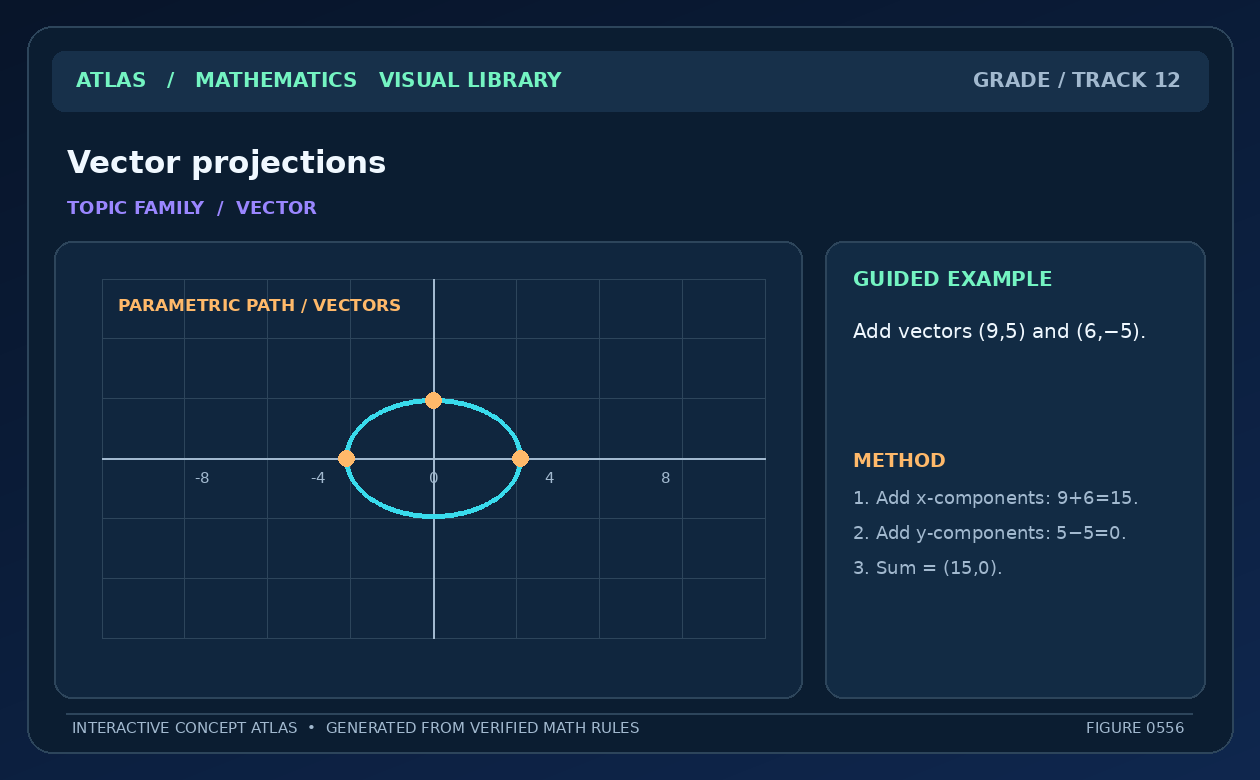 ATLAS / MATHEMATICS VISUAL LIBRARY
GRADE / TRACK 12
Vector projections
TOPIC FAMILY / VECTOR
PARAMETRIC PATH / VECTORS
-8 -4 0 4 8
GUIDED EXAMPLE
Add vectors (9,5) and (6,−5).
METHOD
1. Add x-components: 9+6=15.
2. Add y-components: 5−5=0.
3. Sum = (15,0).
INTERACTIVE CONCEPT ATLAS • GENERATED FROM VERIFIED MATH RULES
FIGURE 0556